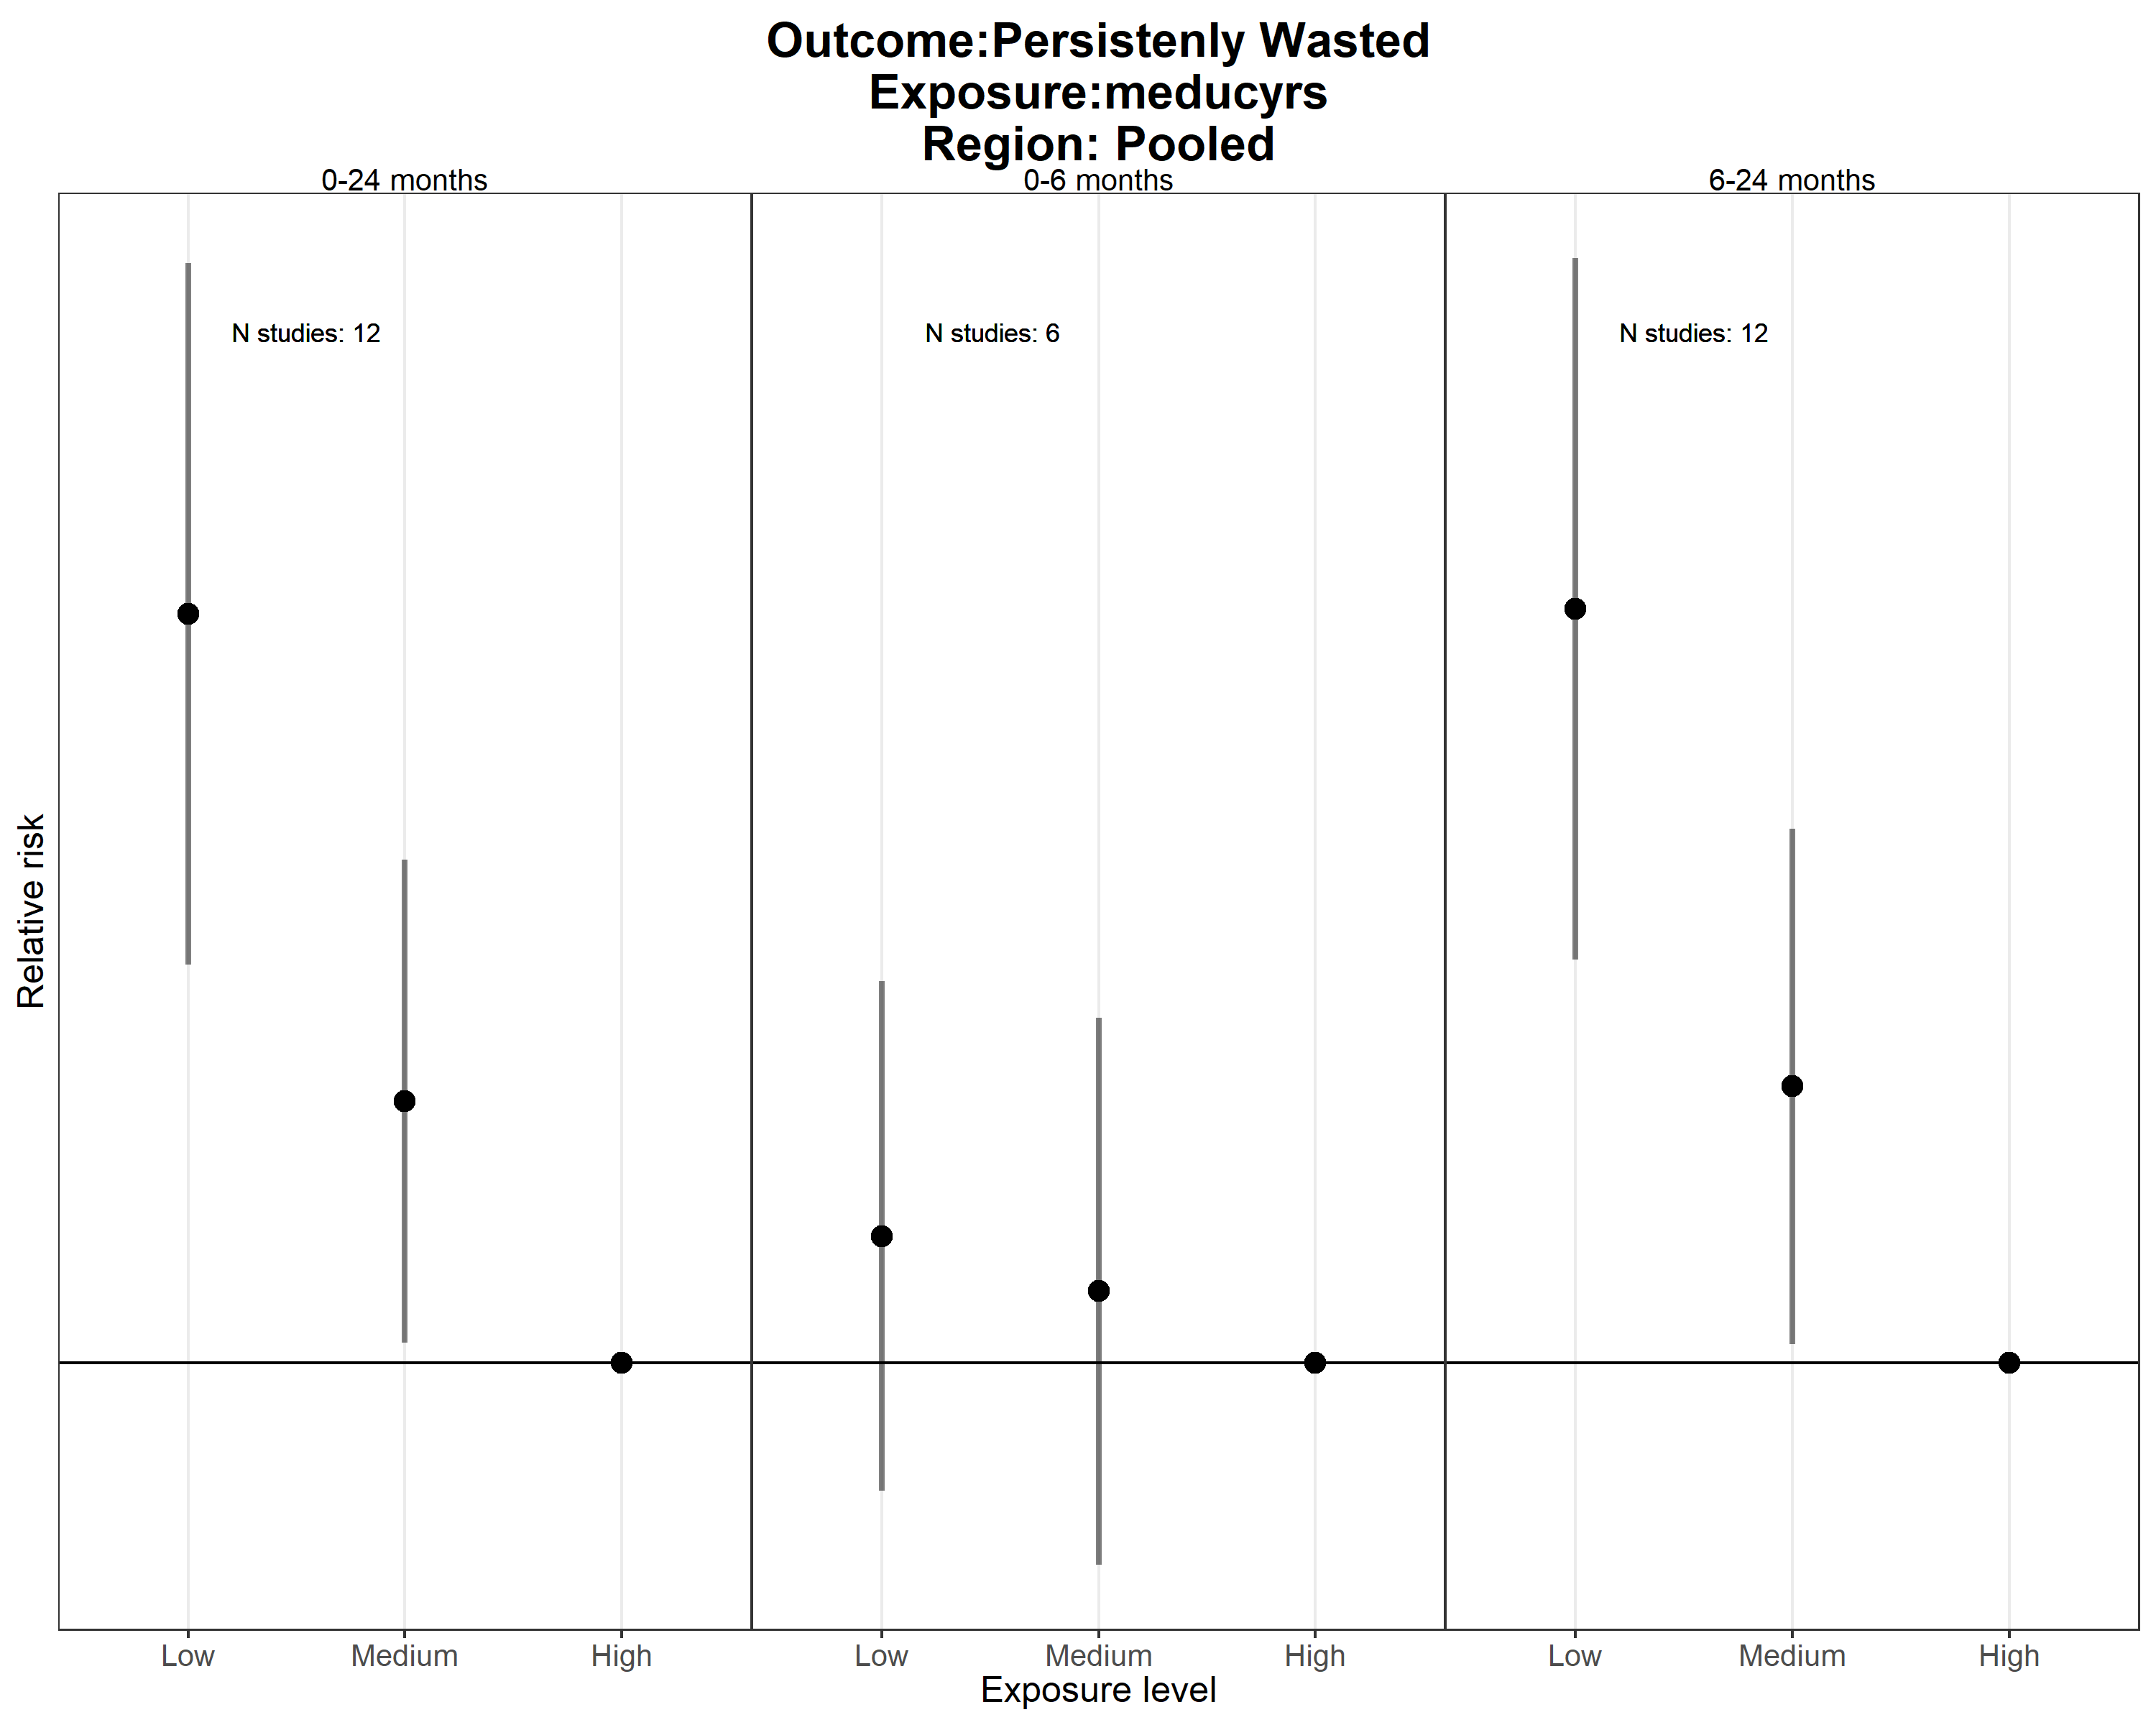 Outcome:Persistenly Wasted
Exposure:meducyrs
Region: Pooled
0-24 months 0-6 months 6-24 months
N studies: 12 N studies: 6 N studies: 12
Relative risk
Low Medium High Low Medium High Low Medium High
Exposure level